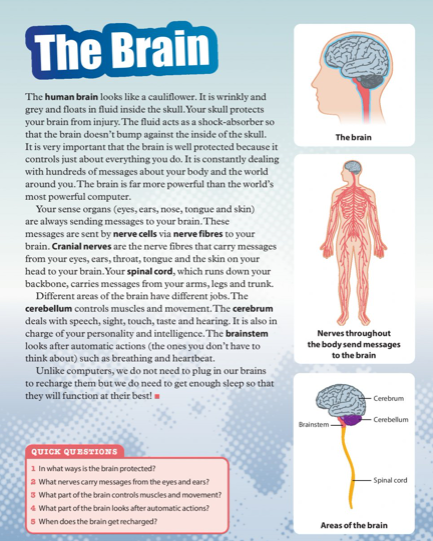 The Brain
The human brain looks like a cauliflower. It is wrinkly and
grey and floats in fluid inside the skull. Your skull protects
your brain from injury. The fluid acts as a shock-absorber so
that the brain doesn't bump against the inside of the skull.
It is very important that the brain is well protected because it
controls just about everything you do. It is constantly dealing
with hundreds of messages about your body and the world
around you. The brain is far more powerful than the world's
most powerful computer.
Your sense organs (eyes, ears, nose, tongue and skin)
are always sending messages to your brain. These
messages are sent by nerve cells via nerve fibres to your
brain. Cranial nerves are the nerve fibres that carry messages
from your eyes, ears, throat, tongue and the skin on your
head to your brain. Your spinal cord, which runs down your
backbone, carries messages from your arms, legs and trunk.
Different areas of the brain have different jobs. The
cerebellum controls muscles and movement. The cerebrum
deals with speech, sight, touch, taste and hearing. It is also in
charge of your personality and intelligence. The brainstem
looks after automatic actions (the ones you don't have to
think about) such as breathing and heartbeat.
Unlike computers, we do not need to plug in our brains
to recharge them but we do need to get enough sleep so that
they will function at their best!
QUICK QUESTIONS
1 In what ways is the brain protected?
2 What nerves carry messages from the eyes and ears?
3 What part of the brain controls muscles and movement?
4 What part of the brain looks after automatic actions?
5 When does the brain get recharged?
The brain
Nerves throughout
the body send messages
to the brain
Cerebrum
Cerebellum
Brainstem
Spinal cord
Areas of the brain